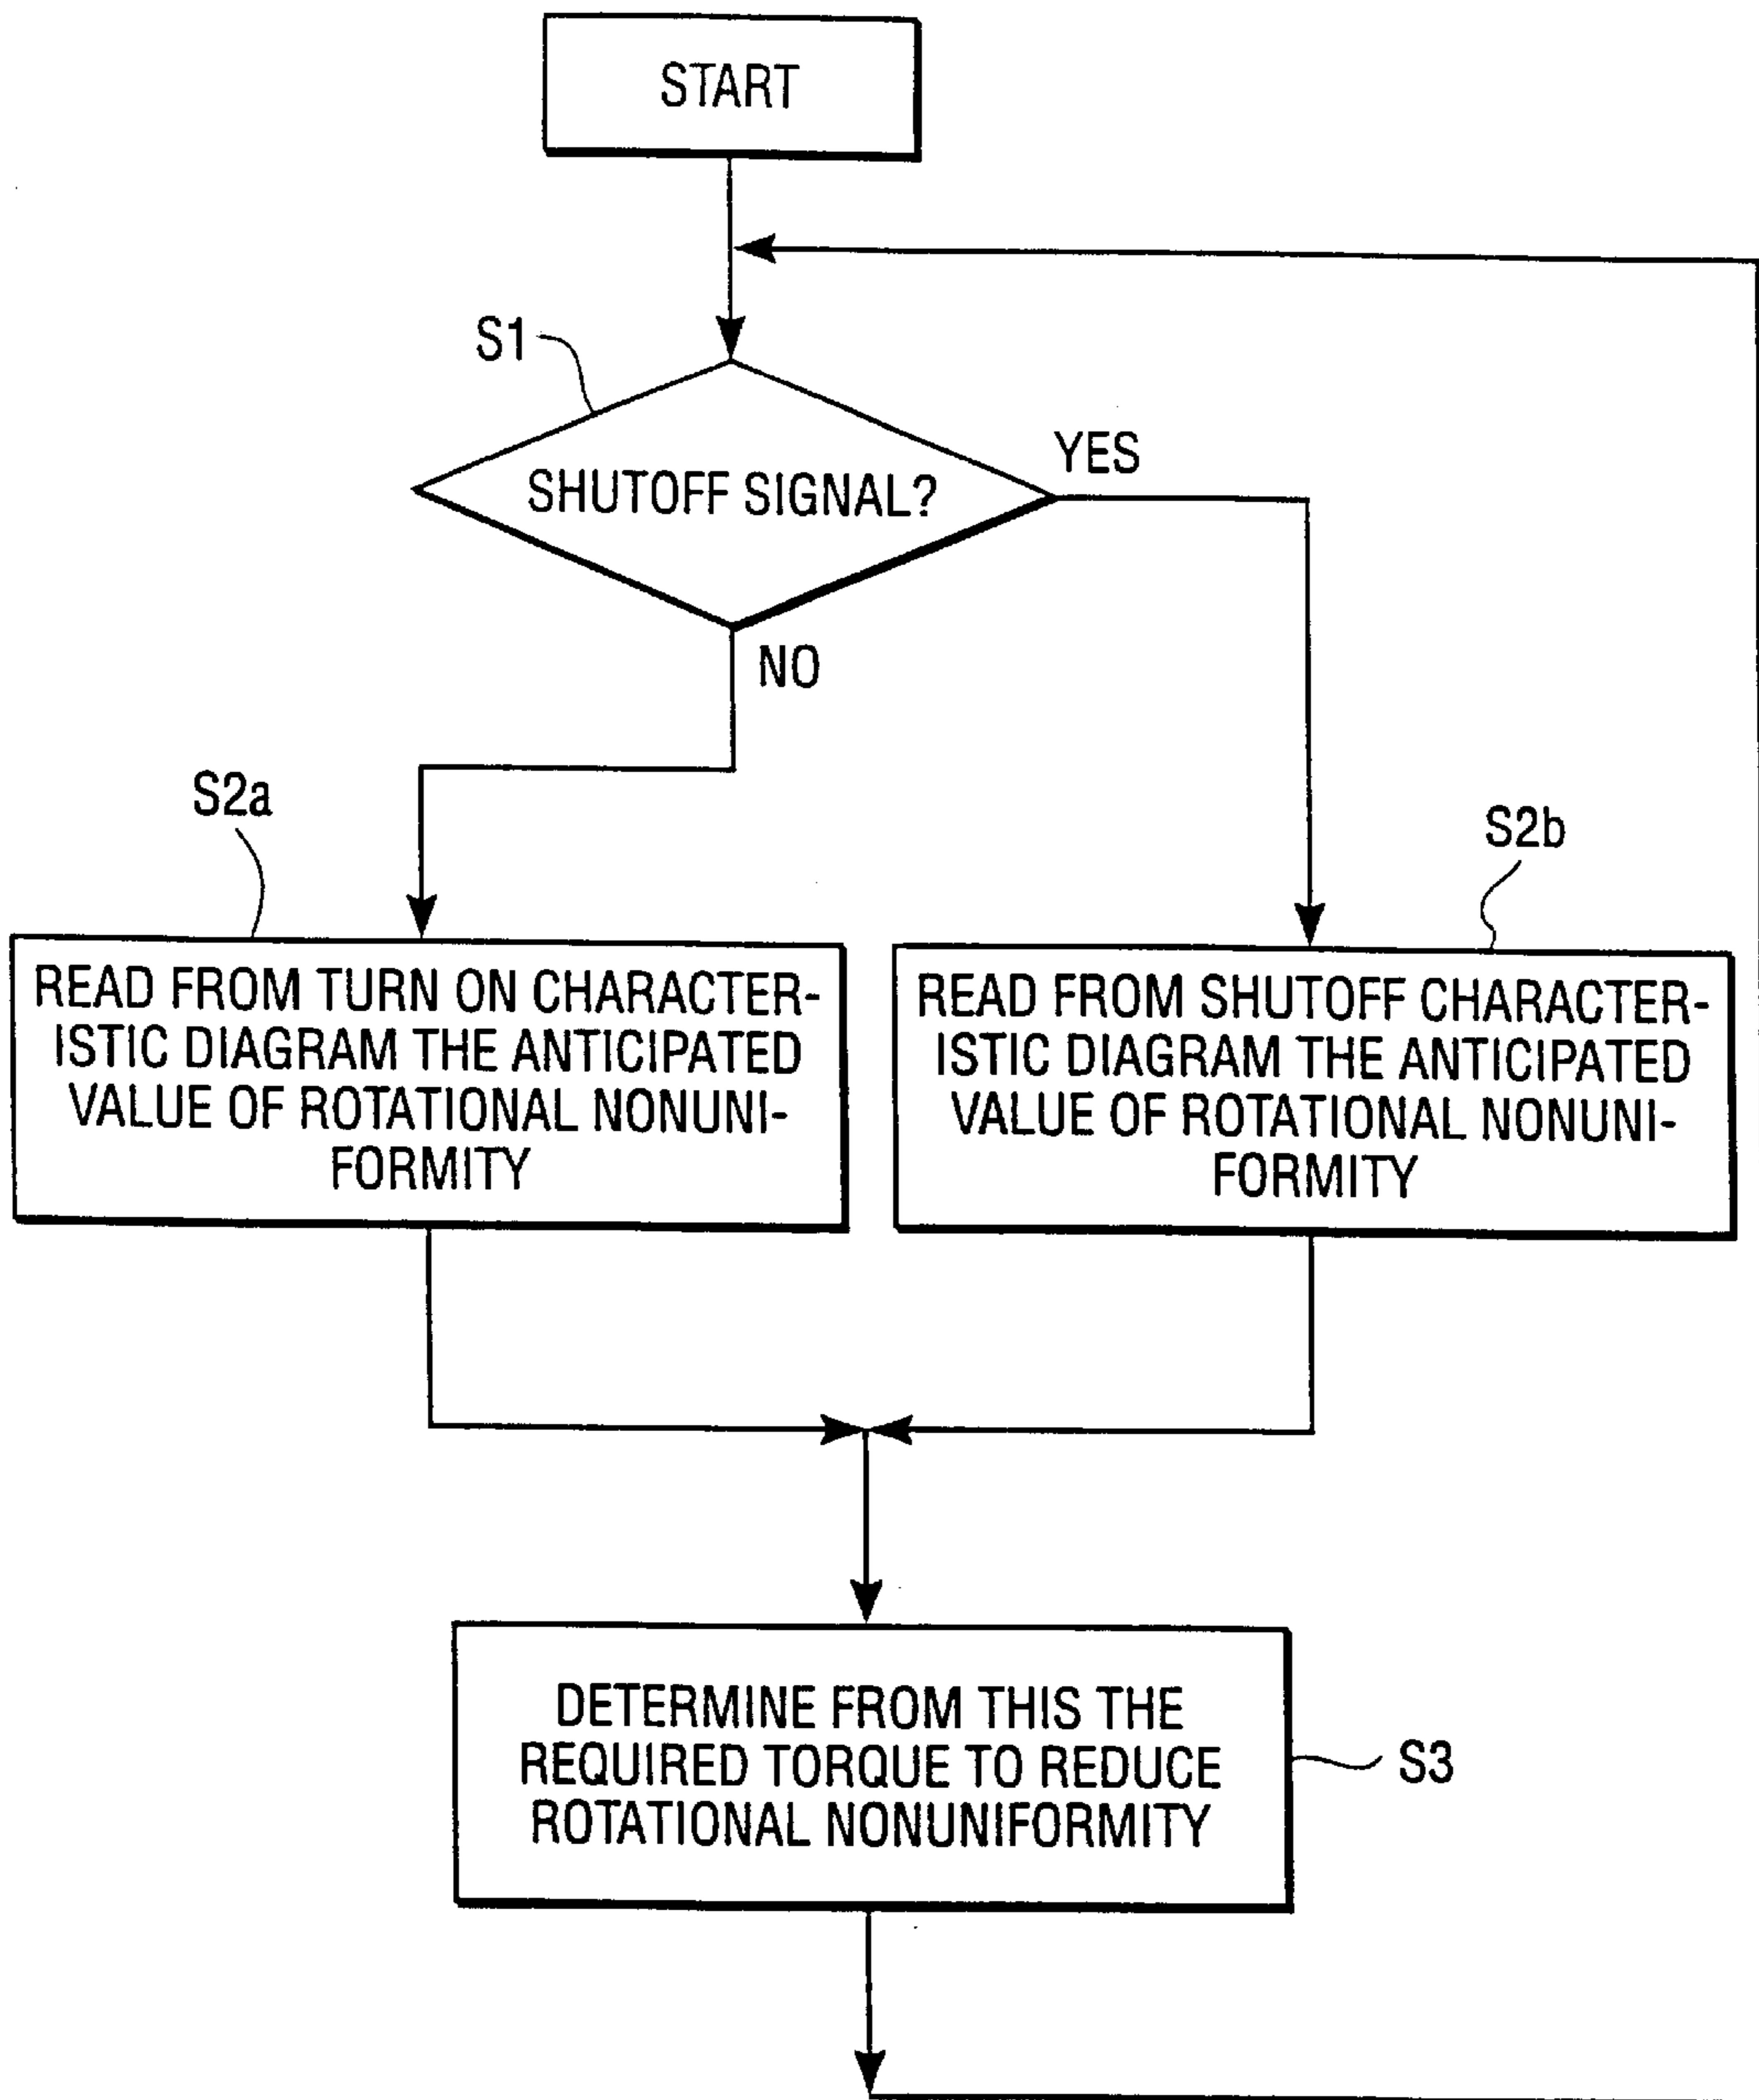 START
S1
SHUTOFF SIGNAL?
YES
NO
S2a
S2b
READ FROM TURN ON CHARACTER-
ISTIC DIAGRAM THE ANTICIPATED
VALUE OF ROTATIONAL NONUNI-
FORMITY
READ FROM SHUTOFF CHARACTER-
ISTIC DIAGRAM THE ANTICIPATED
VALUE OF ROTATIONAL NONUNI-
FORMITY
DETERMINE FROM THIS THE
REQUIRED TORQUE TO REDUCE
ROTATIONAL NONUNIFORMITY
S3